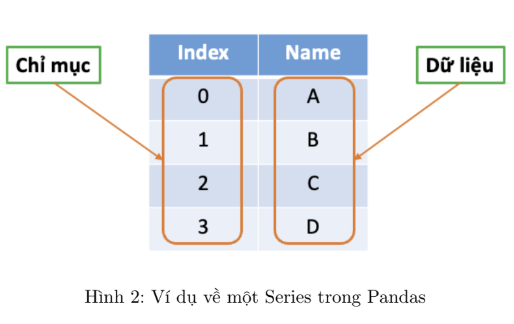 Index Name
Chỉ mục
Dữ liệu
0 A
1 B
2 C
3 D
Hình 2: Ví dụ về một Series trong Pandas